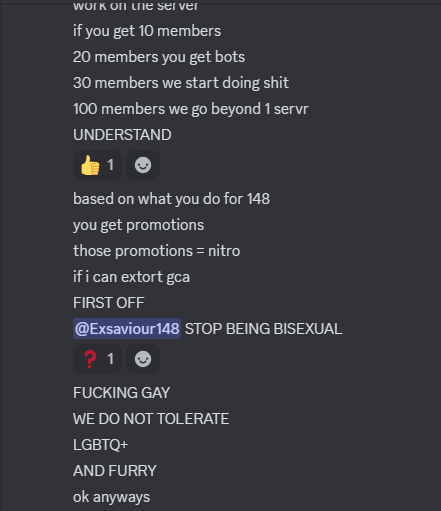 work on the server
if you get 10 members
20 members you get bots
30 members we start doing shit
100 members we go beyond 1 servr
UNDERSTAND
👍 1
based on what you do for 148
you get promotions
those promotions = nitro
if i can extort gca
FIRST OFF
@Exsaviour148 STOP BEING BISEXUAL
❓ 1
FUCKING GAY
WE DO NOT TOLERATE
LGBTQ+
AND FURRY
ok anyways